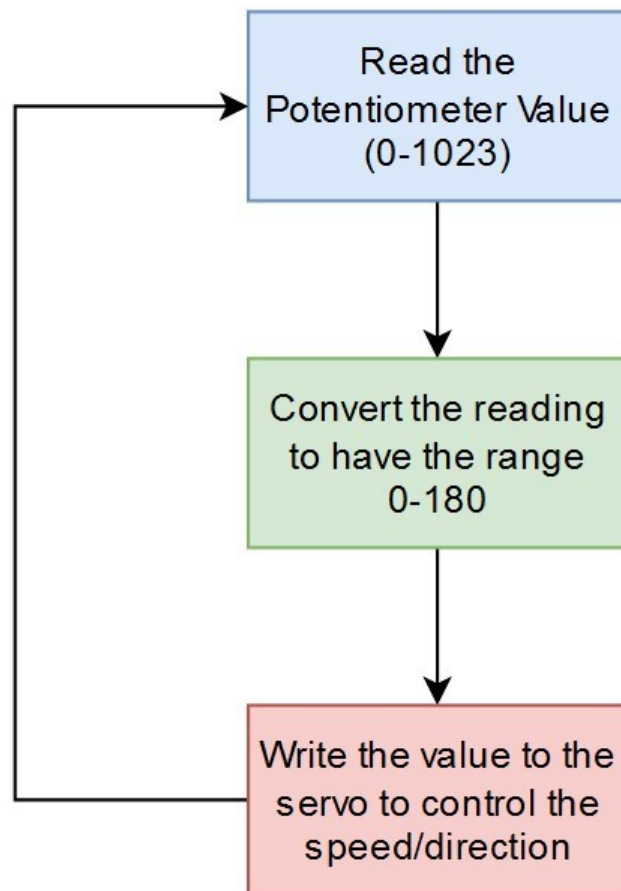 Read the
Potentiometer Value
(0-1023)
Convert the reading
to have the range
0-180
Write the value to the
servo to control the
speed/direction